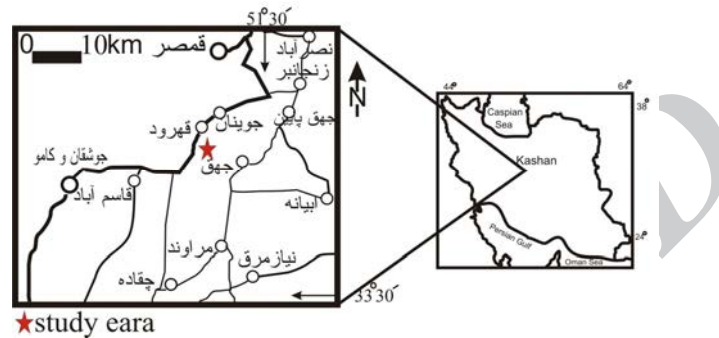 51°30´
0 10km
قمصر
نصر آباد
زنجانبر
N
جوینان
جهق پایین
قهرود
جوشقان و کامو
جهق
قاسم آباد
ابیانه
مراوند
نیازمرق
چقاده
33°30´
★study eara
44°
64°
38°
Caspian
Sea
Kashan
Persian Gulf
24°
Oman Sea